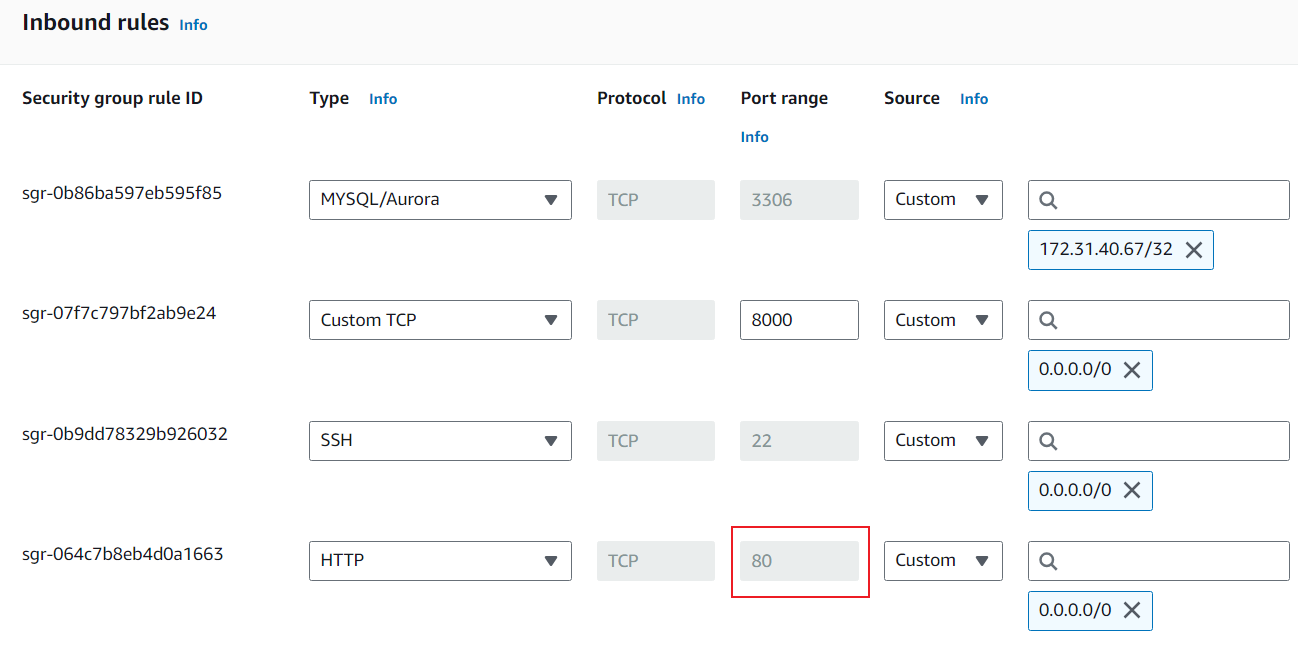 Inbound rules Info
Security group rule ID Type Info Protocol Info Port range Info Source Info
sgr-0b86ba597eb595f85 MYSQL/Aurora TCP 3306 Custom
172.31.40.67/32
sgr-07f7c797bf2ab9e24 Custom TCP TCP 8000 Custom
0.0.0.0/0
sgr-0b9dd78329b926032 SSH TCP 22 Custom
0.0.0.0/0
sgr-064c7b8eb4d0a1663 HTTP TCP 80 Custom
0.0.0.0/0